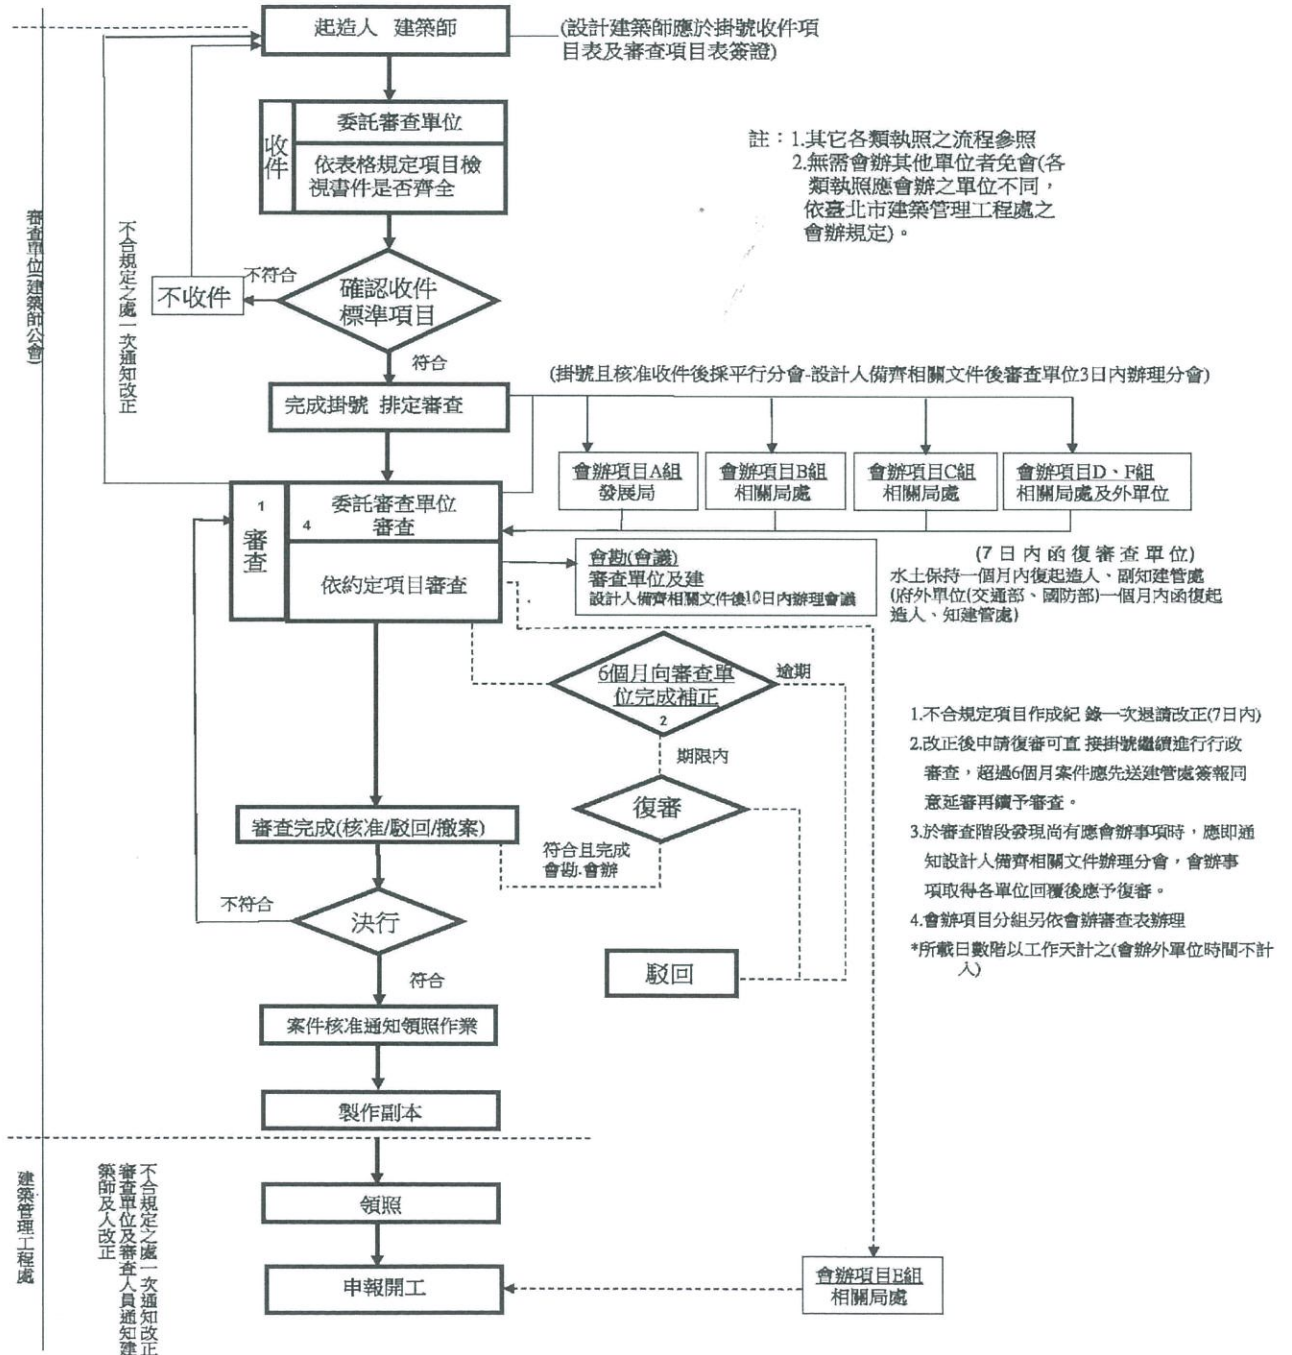 起造人 建築師
(設計建築師應於掛號收件項
目表及審查項目表簽證)
收件
委託審查單位
依表格規定項目檢
視書件是否齊全
註：1.其它各類執照之流程參照
2.無需會辦其他單位者免會(各
類執照應會辦之單位不同，
依臺北市建築管理工程處之
會辦規定)。
審查單位(建築師公會)
不合規定之處一次通知改正
不收件
不符合
確認收件
標準項目
符合
(掛號且核准收件後採平行分會-設計人備齊相關文件後審查單位3日內辦理分會)
完成掛號 排定審查
會辦項目A組
發展局
會辦項目B組
相關局處
會辦項目C組
相關局處
會辦項目D、F組
相關局處及外單位
1
審查
委託審查單位
4 審查
依約定項目審查
會勘(會議)
審查單位及建
設計人備齊相關文件後10日內辦理會議
(7日內函復審查單位)
水土保持一個月內復起造人、副知建管處
(府外單位(交通部、國防部)一個月內函復起
造人、知建管處)
6個月向審查單
位完成補正
2
逾期
期限內
復審
1.不合規定項目作成紀 錄一次退請改正(7日內)
2.改正後申請復審可直 接掛號繼續進行行政
審查，超過6個月案件應先送建管處簽報同
意延審再續予審查。
3.於審查階段發現尚有應會辦事項時，應即通
知設計人備齊相關文件辦理分會，會辦事
項取得各單位回覆後應予復審。
4.會辦項目分組另依會辦審查表辦理
*所載日數階以工作天計之(會辦外單位時間不計
入)
審查完成(核准/駁回/撤案)
符合且完成
會勘.會辦
不符合
決行
駁回
符合
案件核准通知領照作業
製作副本
建築管理工程處
不合規定之處一次通知改正
審查單位及審查人員通知建
築師及人改正
領照
申報開工
會辦項目E組
相關局處